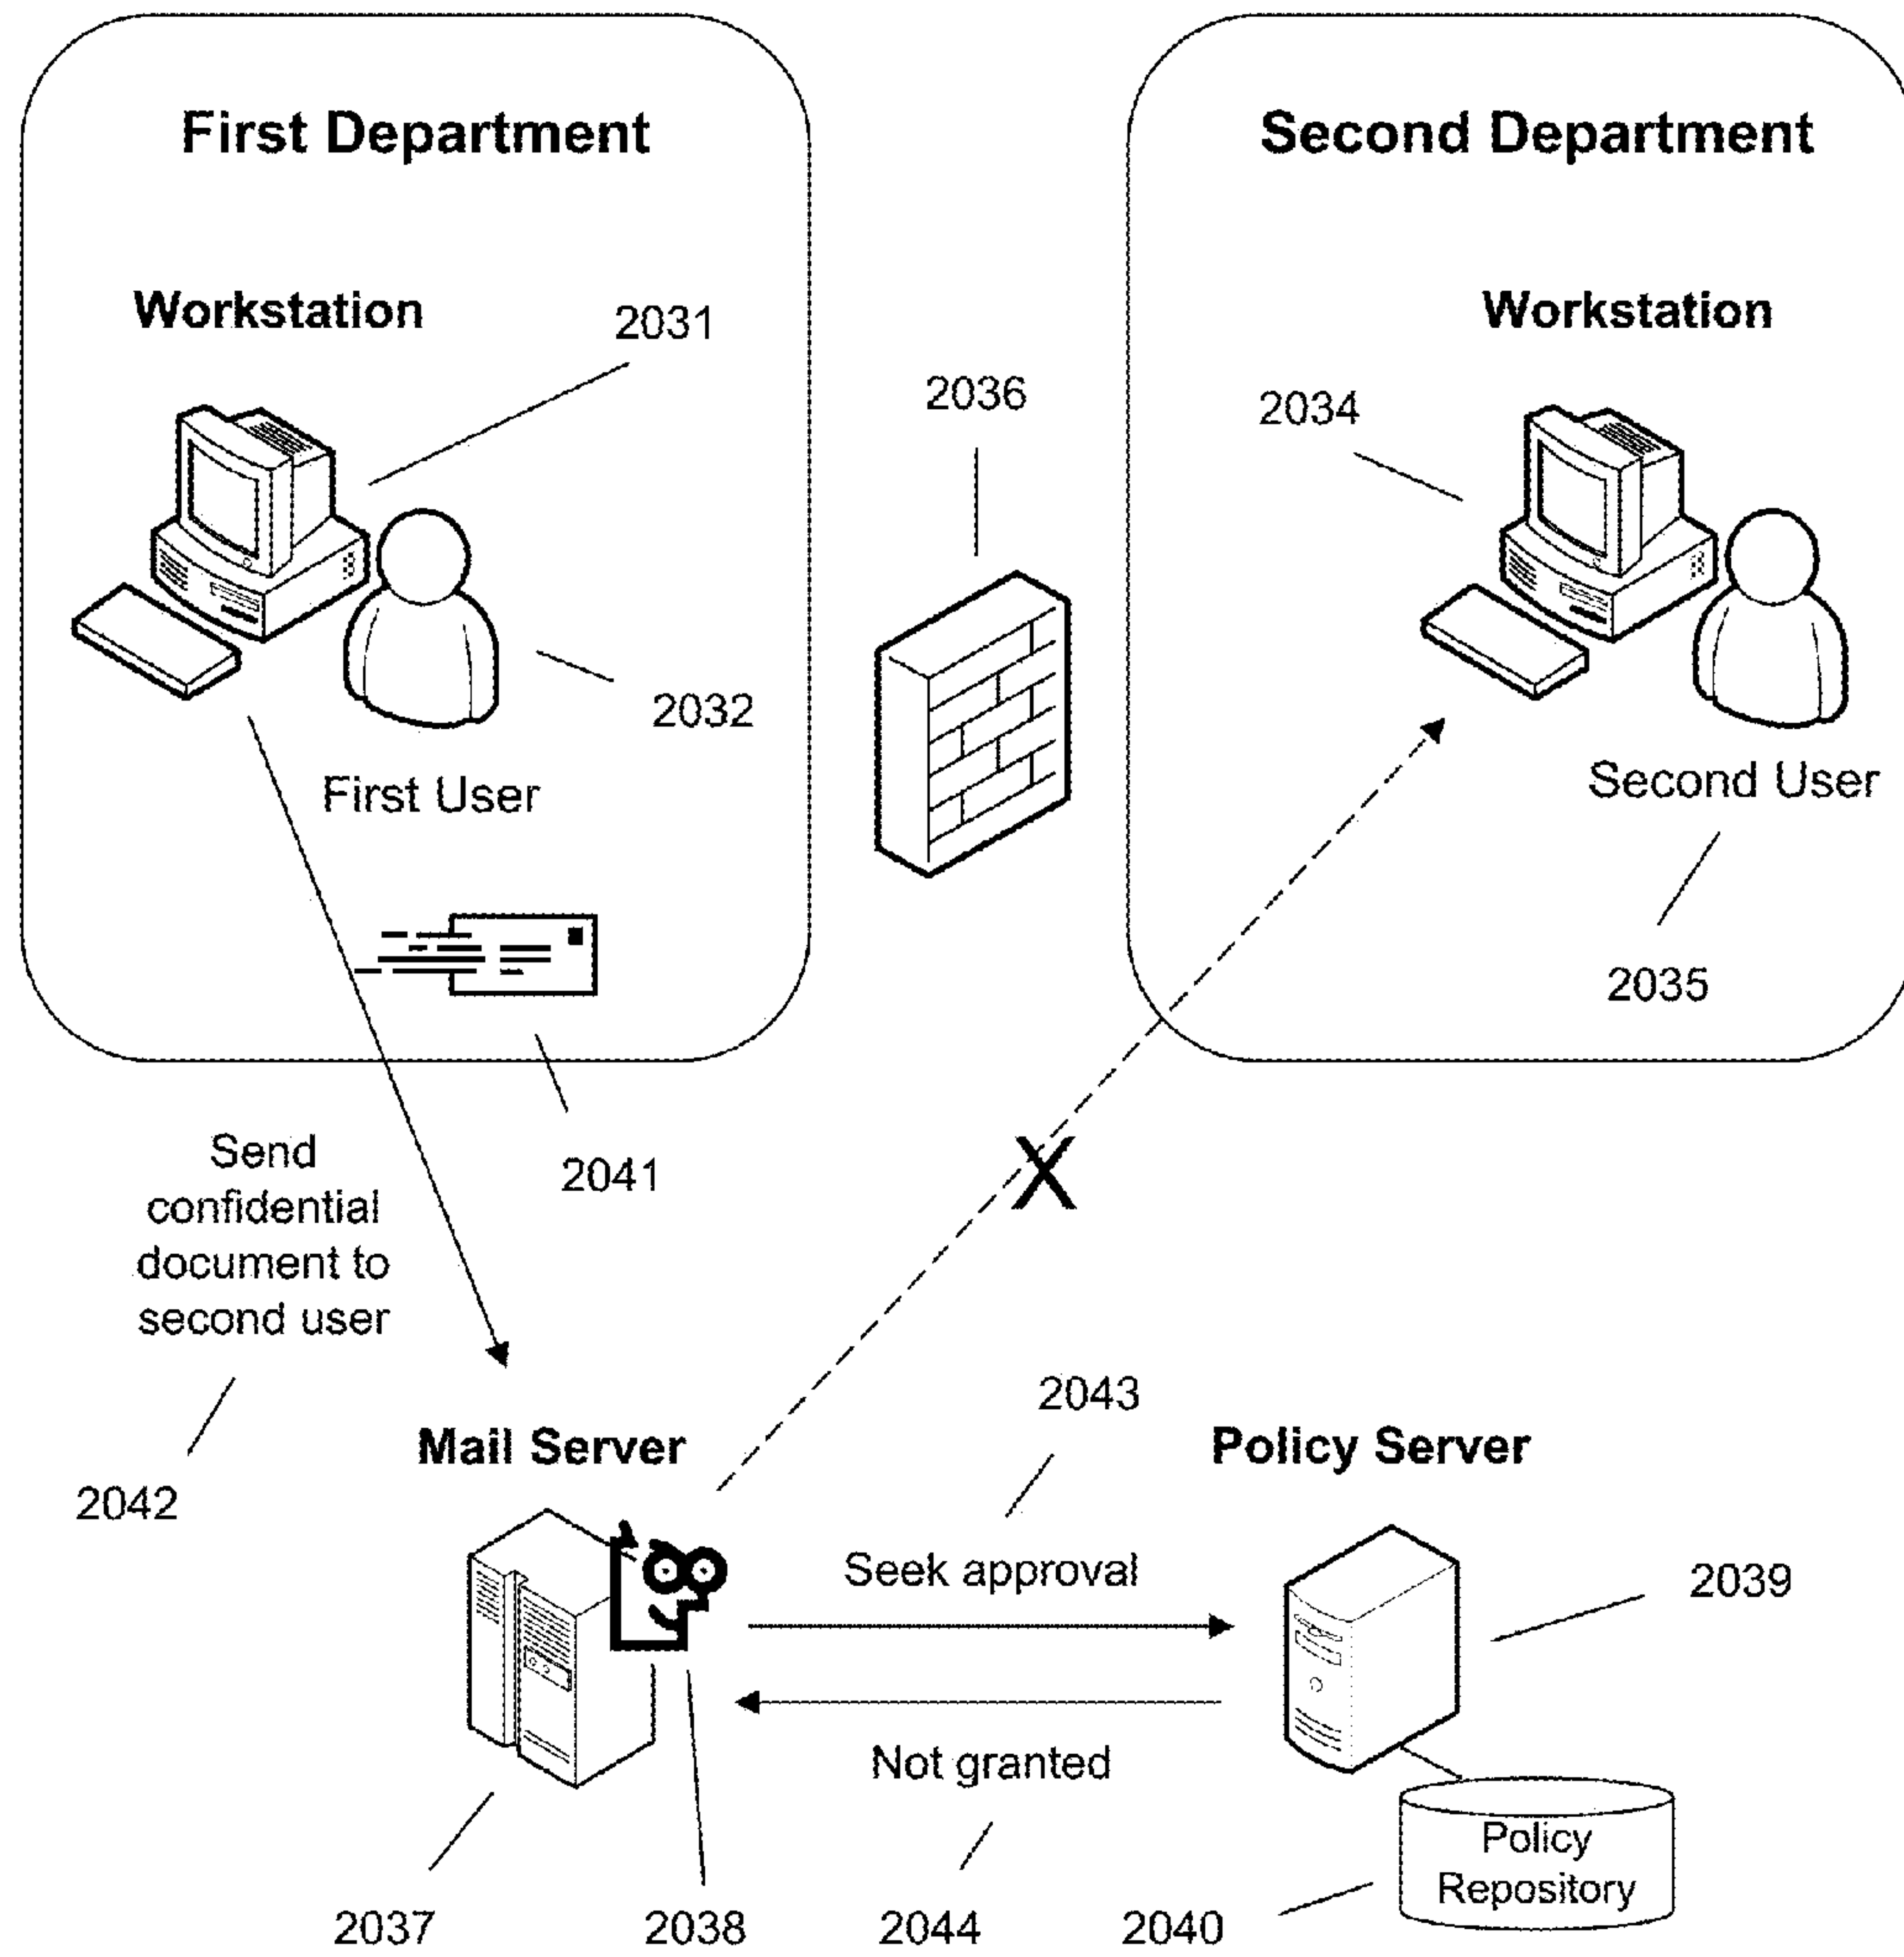 First Department
Second Department
Workstation
2031
Workstation
2036
2034
2032
First User
Second User
2035
2041
Send
confidential
document to
second user
2042
2043
Mail Server
Policy Server
Seek approval
2039
Not granted
Policy
Repository
2037
2038
2044
2040
X